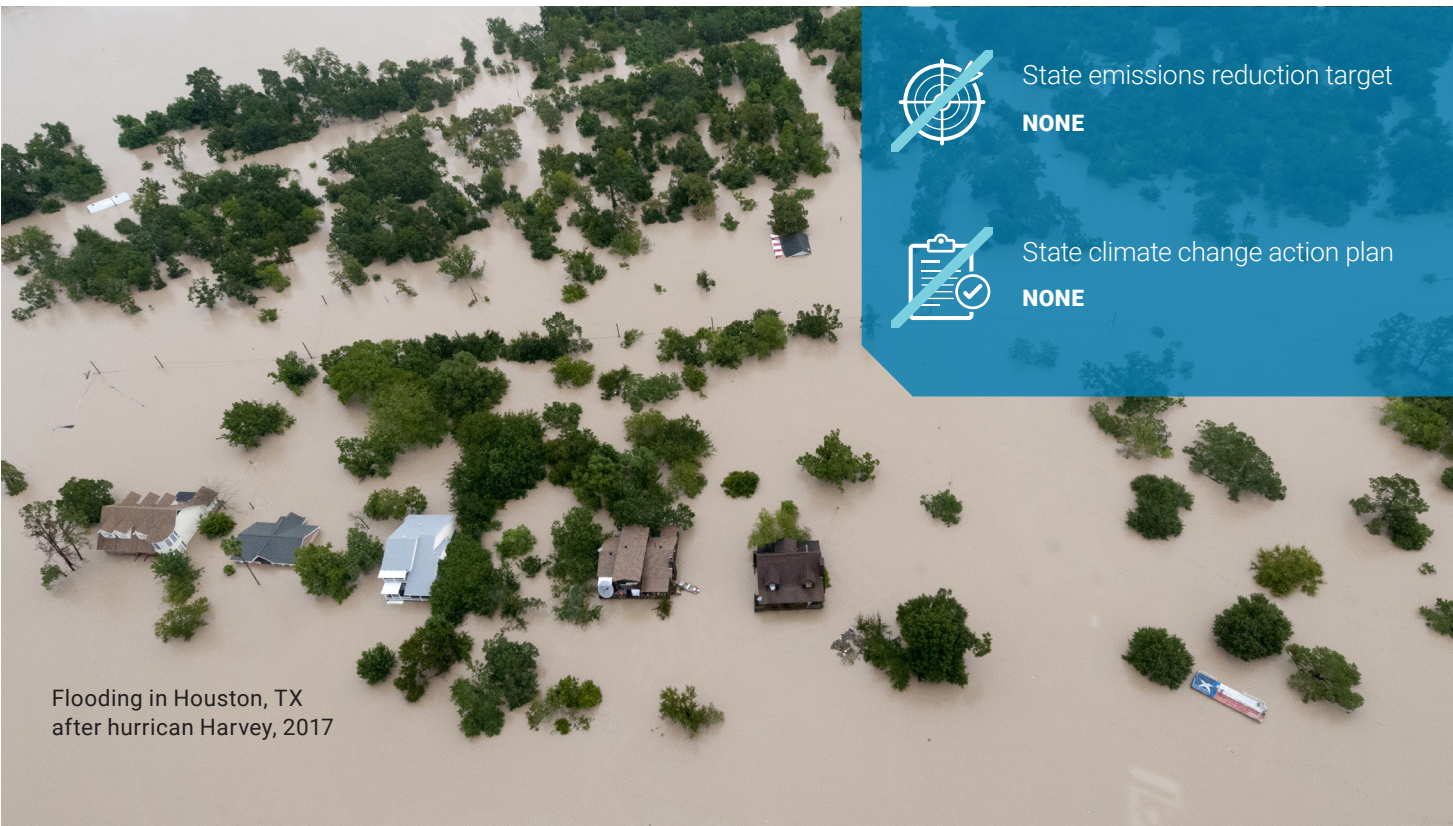 State emissions reduction target
NONE
State climate change action plan
NONE
Flooding in Houston, TX
after hurrican Harvey, 2017